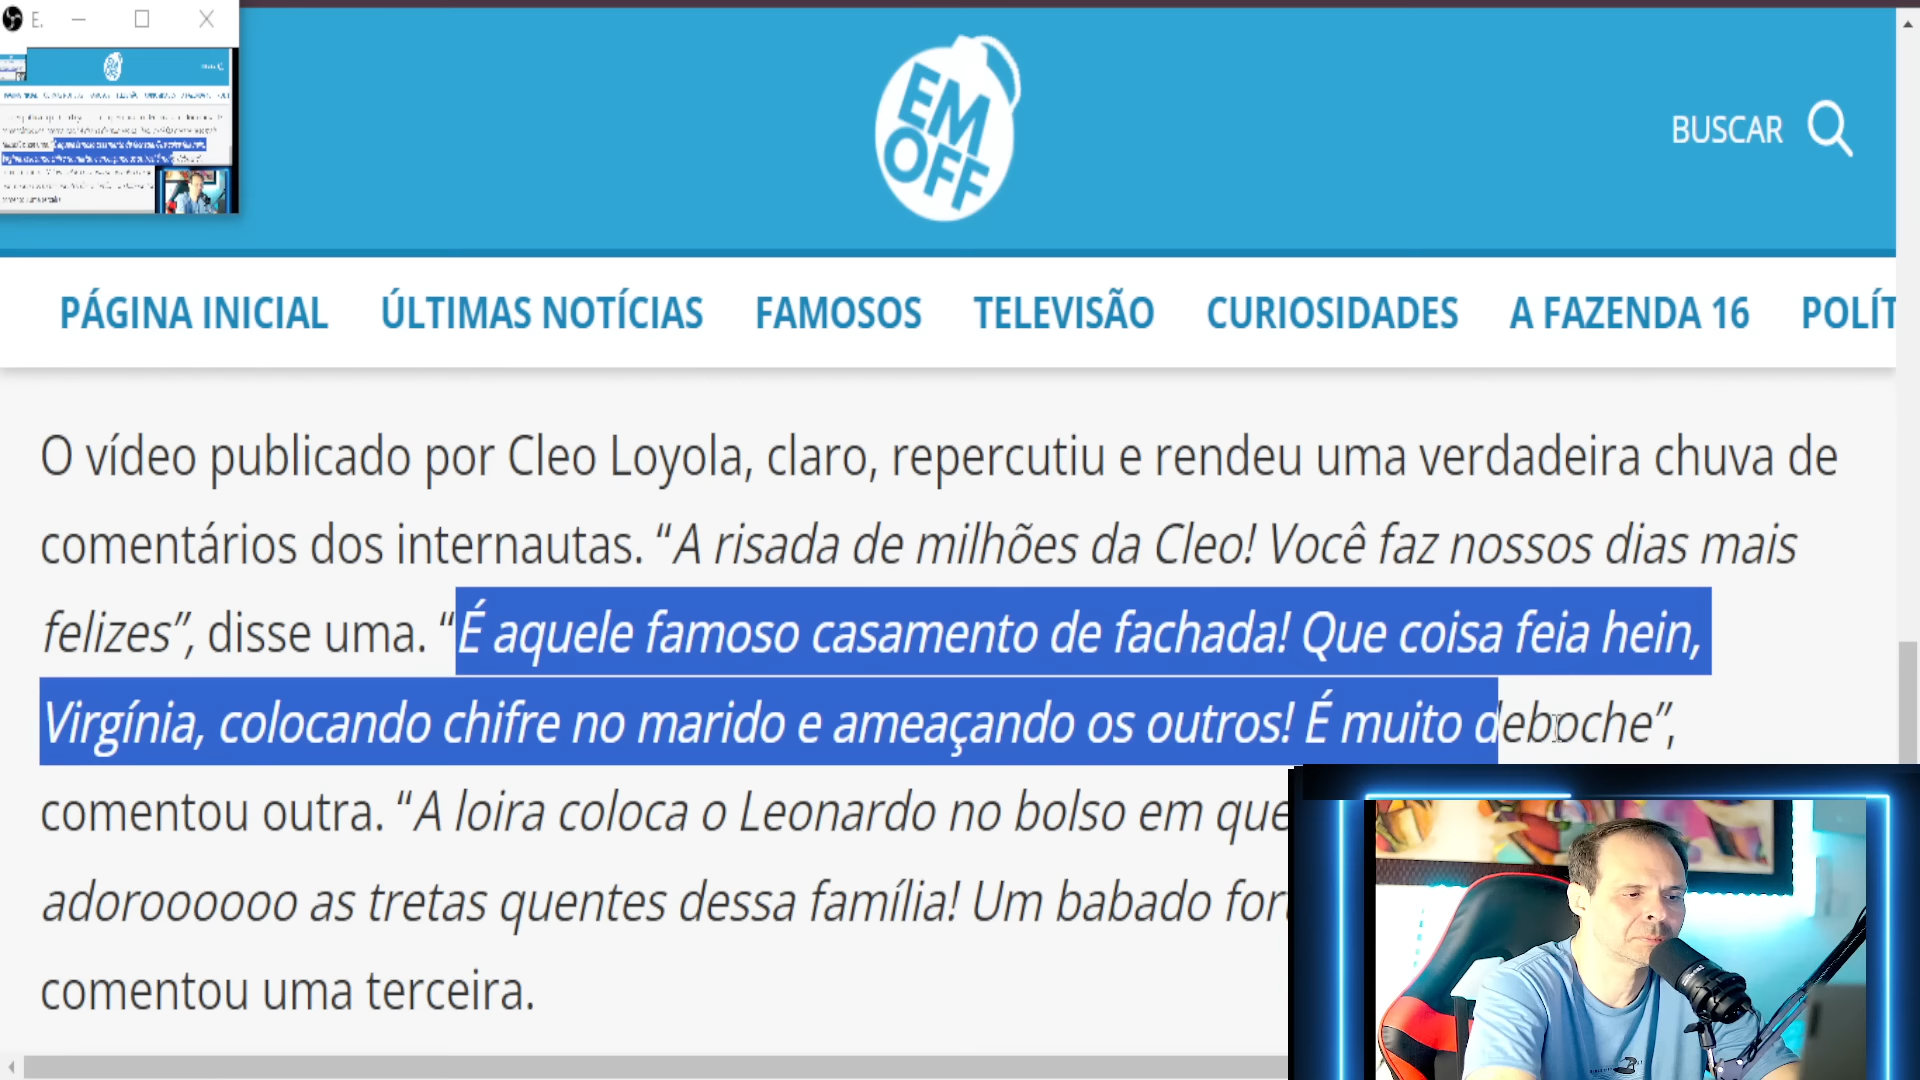 E.
EM
OFF
BUSCAR
PÁGINA INICIAL ÚLTIMAS NOTÍCIAS FAMOSOS TELEVISÃO CURIOSIDADES A FAZENDA 16 POLÍT
O vídeo publicado por Cleo Loyola, claro, repercutiu e rendeu uma verdadeira chuva de
comentários dos internautas. “A risada de milhões da Cleo! Você faz nossos dias mais
felizes”, disse uma. “É aquele famoso casamento de fachada! Que coisa feia hein,
Virgínia, colocando chifre no marido e ameaçando os outros! É muito deboche”,
comentou outra. “A loira coloca o Leonardo no bolso em que
adoroooooo as tretas quentes dessa família! Um babado for
comentou uma terceira.